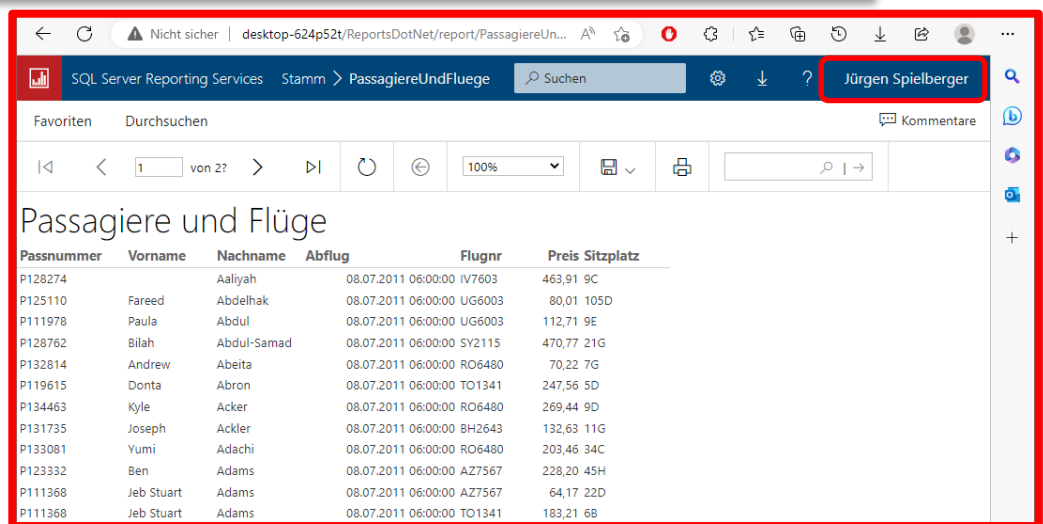 Nicht sicher | desktop-624p52t/ReportsDotNet/report/PassagiereUn...
SQL Server Reporting Services Stamm > PassagiereUndFluege Suchen ? Jürgen Spielberger
Favoriten Durchsuchen Kommentare
1 von 2? 100%
Passagiere und Flüge
Passnummer Vorname Nachname Abflug Flugnr Preis Sitzplatz
P128274 Aaliyah 08.07.2011 06:00:00 IV7603 463,91 9C
P125110 Fareed Abdelhak 08.07.2011 06:00:00 UG6003 80,01 105D
P111978 Paula Abdul 08.07.2011 06:00:00 UG6003 112,71 9E
P128762 Bilah Abdul-Samad 08.07.2011 06:00:00 SY2115 470,77 21G
P132814 Andrew Abeita 08.07.2011 06:00:00 RO6480 70,22 7G
P119615 Donta Abron 08.07.2011 06:00:00 TO1341 247,56 5D
P134463 Kyle Acker 08.07.2011 06:00:00 RO6480 269,44 9D
P131735 Joseph Ackler 08.07.2011 06:00:00 BH2643 132,63 11G
P133081 Yumi Adachi 08.07.2011 06:00:00 RO6480 203,46 34C
P123332 Ben Adams 08.07.2011 06:00:00 AZ7567 228,20 45H
P111368 Jeb Stuart Adams 08.07.2011 06:00:00 AZ7567 64,17 22D
P111368 Jeb Stuart Adams 08.07.2011 06:00:00 TO1341 183,21 6B